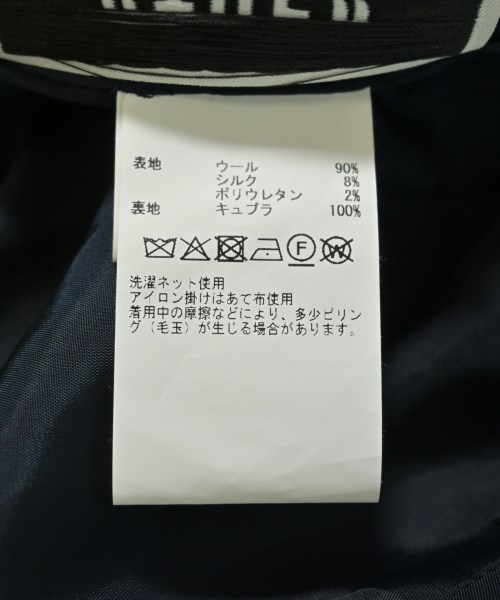 表地 ウール 90%
シルク 8%
ポリウレタン 2%
裏地 キュプラ 100%
F W
洗濯ネット使用
アイロン掛けはあて布使用
着用中の摩擦などにより、多少ピリン
グ(毛玉)が生じる場合があります。